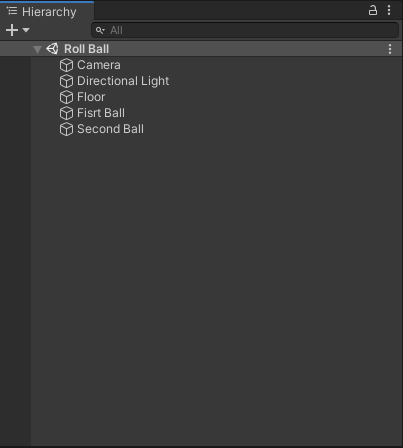 Hierarchy
All
Roll Ball
Camera
Directional Light
Floor
Fisrt Ball
Second Ball